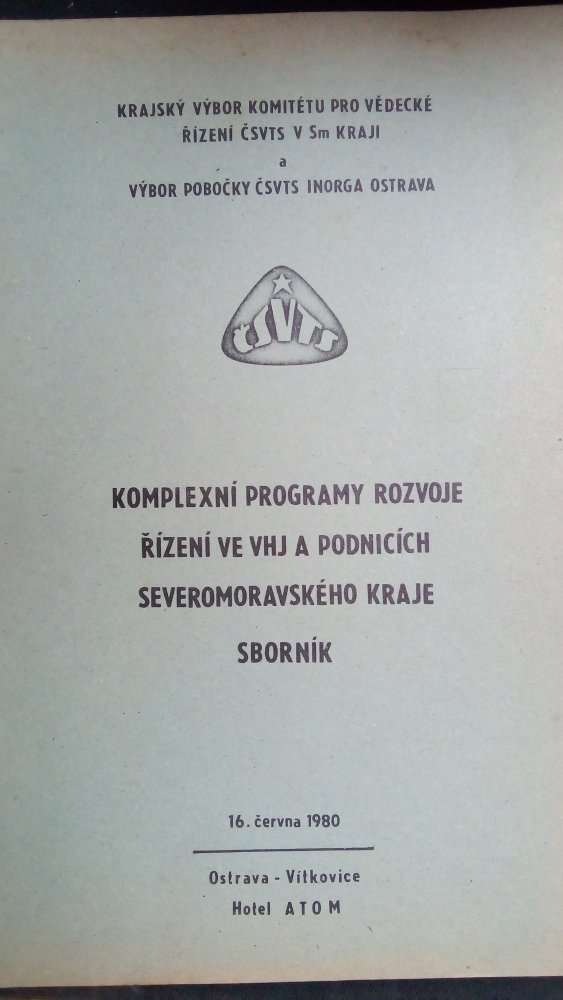 KRAJSKÝ VÝBOR KOMITÉTU PRO VĚDECKÉ
ŘÍZENÍ ČSVTS V Sm KRAJI
a
VÝBOR POBOČKY ČSVTS INORGA OSTRAVA
ČSVTS
KOMPLEXNÍ PROGRAMY ROZVOJE
ŘÍZENÍ VE VHJ A PODNICÍCH
SEVEROMORAVSKÉHO KRAJE
SBORNÍK
16. června 1980
Ostrava - Vítkovice
Hotel ATOM